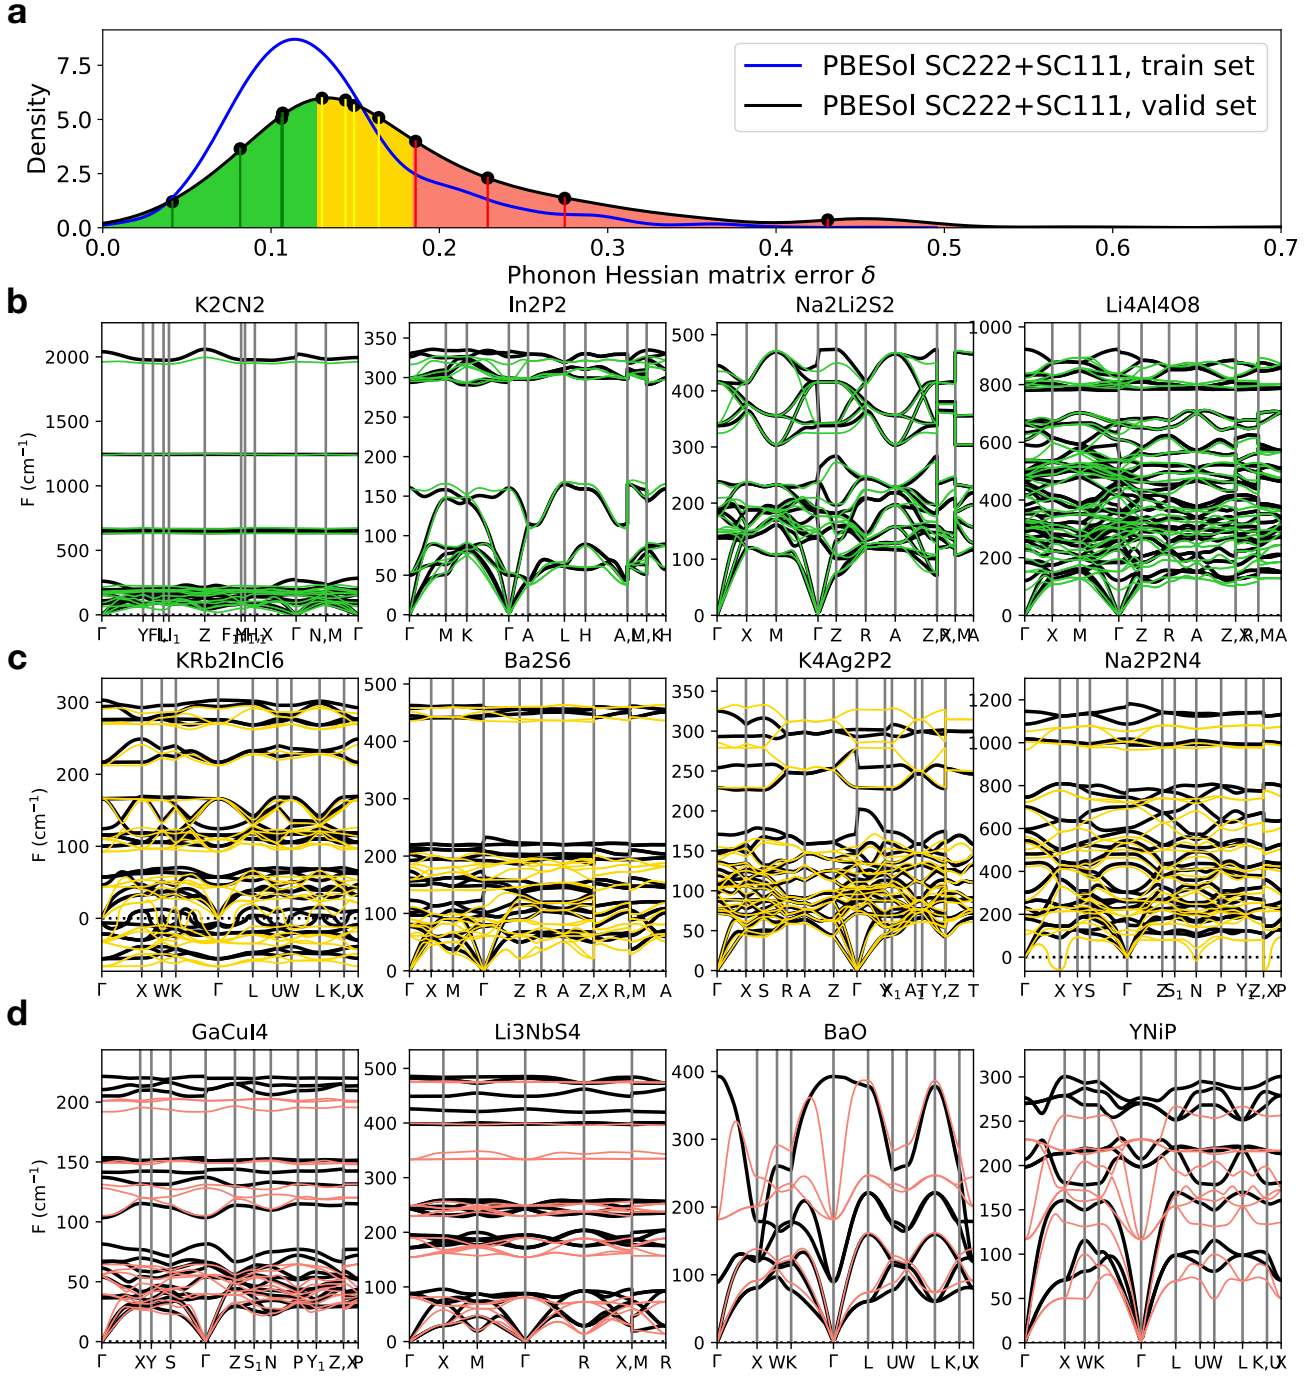 a
PBESol SC222+SC111, train set
PBESol SC222+SC111, valid set
Density
7.5
5.0
2.5
0.0
0.0 0.1 0.2 0.3 0.4 0.5 0.6 0.7
Phonon Hessian matrix error δ
b
K2CN2 In2P2 Na2Li2S2 Li4Al4O8
F (cm⁻¹)
2000
1500
1000
500
0
350
300
250
200
150
100
50
0
500
400
300
200
100
0
1000
800
600
400
200
0
Γ Z Γ N,M Γ
Γ M K Γ A L H A,L M,K H
Γ X M Γ Z R A A
Γ X M Γ Z R A A
c
KRb2InCl6 Ba2S6 K4Ag2P2 Na2P2N4
F (cm⁻¹)
300
200
100
0
500
400
300
200
100
0
350
300
250
200
150
100
50
0
1200
1000
800
600
400
200
0
Γ X W K Γ L U W L K,U X
Γ X M Γ Z R A Z,X R,M A
Γ X S R A Z Γ Y X₁ A₁ T Y,Z T
Γ X Y S Γ Z S₁ N P Y₁ Z,X P
d
GaCuI4 Li3NbS4 BaO YNiP
F (cm⁻¹)
200
150
100
50
0
500
400
300
200
100
0
400
300
200
100
0
300
250
200
150
100
50
0
Γ X Y S Γ Z S₁ N P Y₁ Z,X P
Γ X M Γ R X,M R
Γ X W K Γ L U W L K,U X
Γ X W K Γ L U W L K,U X